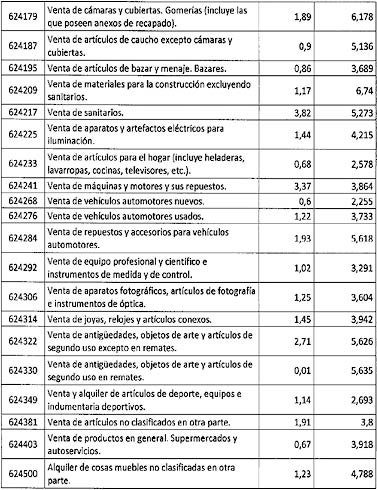 624179 Venta de cámaras y cubiertas. Gomerías (incluye las que poseen anexos de recapado). 1,89 6,178
624187 Venta de artículos de caucho excepto cámaras y cubiertas. 0,9 5,136
624195 Venta de artículos de bazar y menaje. Bazares. 0,86 3,689
624209 Venta de materiales para la construcción excluyendo sanitarios. 1,17 6,74
624217 Venta de sanitarios. 3,82 5,273
624225 Venta de aparatos y artefactos eléctricos para iluminación. 1,44 4,215
624233 Venta de artículos para el hogar (incluye heladeras, lavarropas, cocinas, televisores, etc.). 0,68 2,578
624241 Venta de máquinas y motores y sus repuestos. 3,37 3,864
624268 Venta de vehículos automotores nuevos. 0,6 2,255
624276 Venta de vehículos automotores usados. 1,22 3,733
624284 Venta de repuestos y accesorios para vehículos automotores. 1,93 5,618
624292 Venta de equipo profesional y científico e instrumentos de medida y de control. 1,02 3,291
624306 Venta de aparatos fotográficos, artículos de fotografía e instrumentos de óptica. 1,25 3,604
624314 Venta de joyas, relojes y artículos conexos. 1,45 3,942
624322 Venta de antigüedades, objetos de arte y artículos de segundo uso excepto en remates. 2,71 5,626
624330 Venta de antigüedades, objetos de arte y artículos de segundo uso en remates. 0,01 5,635
624349 Venta y alquiler de artículos de deporte, equipos e indumentaria deportivos. 1,14 2,693
624381 Venta de artículos no clasificados en otra parte. 1,91 3,8
624403 Venta de productos en general. Supermercados y autoservicios. 0,67 3,918
624500 Alquiler de cosas muebles no clasificadas en otra parte. 1,23 4,788